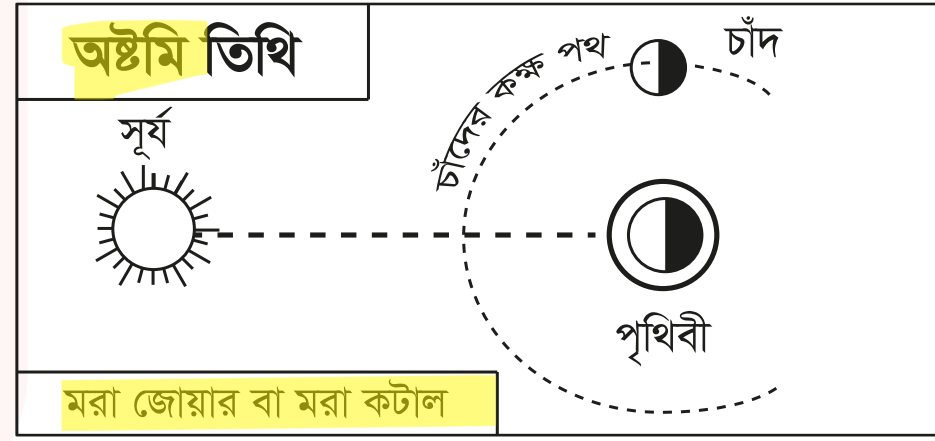 অষ্টমি তিথি
চাঁদ
চাঁদের কক্ষ পথ
সূর্য
পৃথিবী
মরা জোয়ার বা মরা কটাল